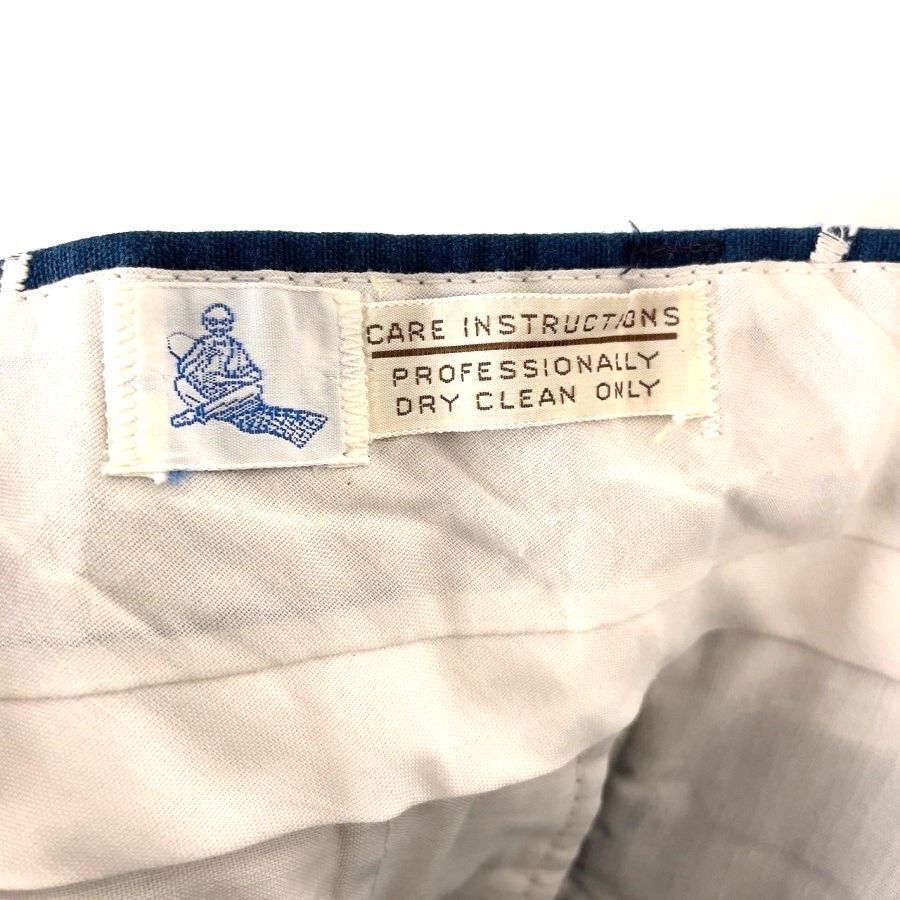 CARE INSTRUCTIONS
PROFESSIONALLY
DRY CLEAN ONLY